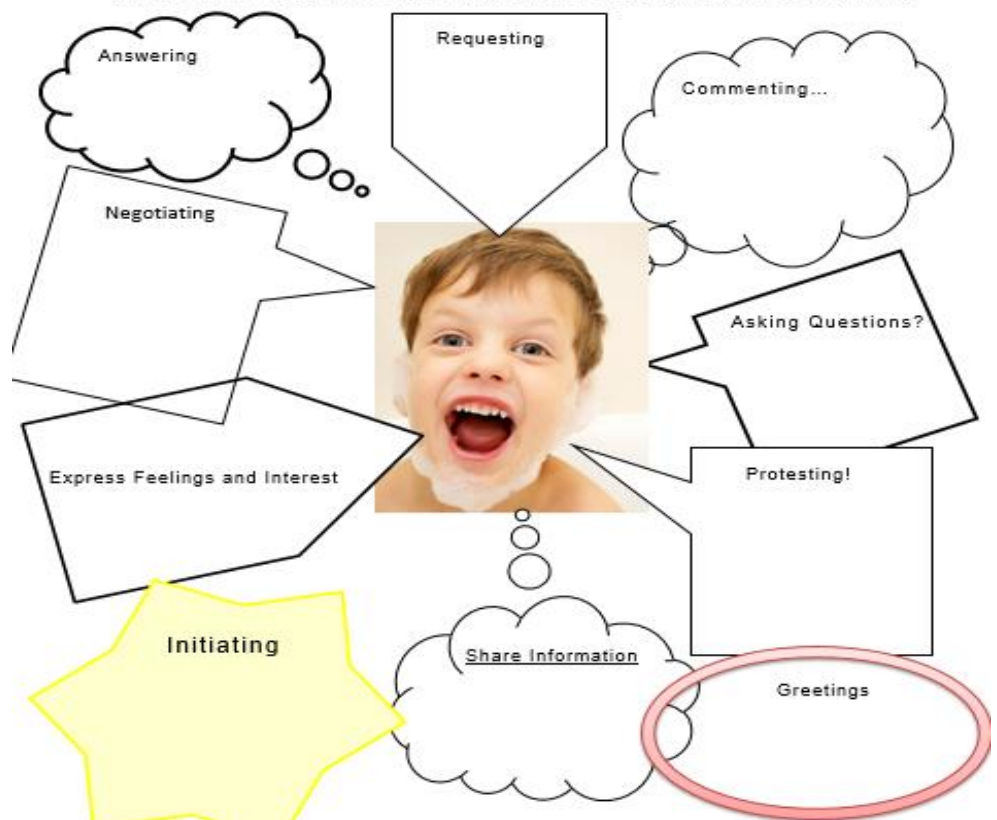 Answering
Requesting
Commenting...
Negotiating
Asking Questions?
Express Feelings and Interest
Protesting!
Initiating
Share Information
Greetings